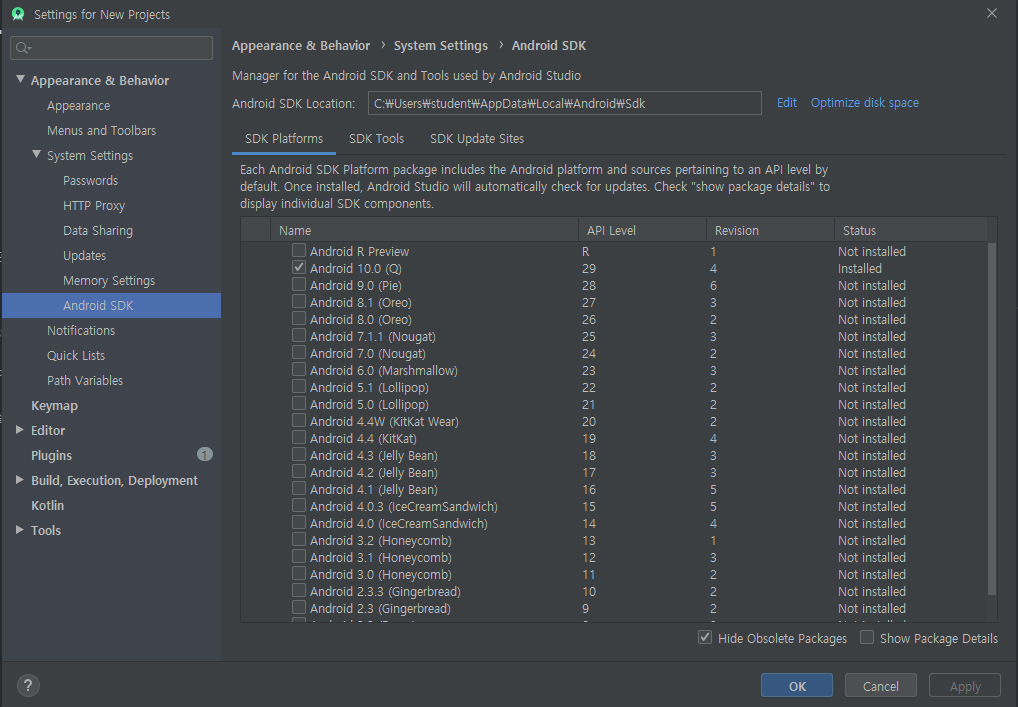 Settings for New Projects
Appearance & Behavior
Appearance
Menus and Toolbars
System Settings
Passwords
HTTP Proxy
Data Sharing
Updates
Memory Settings
Android SDK
Notifications
Quick Lists
Path Variables
Keymap
Editor
Plugins 1
Build, Execution, Deployment
Kotlin
Tools
Appearance & Behavior › System Settings › Android SDK
Manager for the Android SDK and Tools used by Android Studio
Android SDK Location: C:₩Users₩student₩AppData₩Local₩Android₩Sdk Edit Optimize disk space
SDK Platforms SDK Tools SDK Update Sites
Each Android SDK Platform package includes the Android platform and sources pertaining to an API level by
default. Once installed, Android Studio will automatically check for updates. Check "show package details" to
display individual SDK components.
Name API Level Revision Status
Android R Preview R 1 Not installed
Android 10.0 (Q) 29 4 Installed
Android 9.0 (Pie) 28 6 Not installed
Android 8.1 (Oreo) 27 3 Not installed
Android 8.0 (Oreo) 26 2 Not installed
Android 7.1.1 (Nougat) 25 3 Not installed
Android 7.0 (Nougat) 24 2 Not installed
Android 6.0 (Marshmallow) 23 3 Not installed
Android 5.1 (Lollipop) 22 2 Not installed
Android 5.0 (Lollipop) 21 2 Not installed
Android 4.4W (KitKat Wear) 20 2 Not installed
Android 4.4 (KitKat) 19 4 Not installed
Android 4.3 (Jelly Bean) 18 3 Not installed
Android 4.2 (Jelly Bean) 17 3 Not installed
Android 4.1 (Jelly Bean) 16 5 Not installed
Android 4.0.3 (IceCreamSandwich) 15 5 Not installed
Android 4.0 (IceCreamSandwich) 14 4 Not installed
Android 3.2 (Honeycomb) 13 1 Not installed
Android 3.1 (Honeycomb) 12 3 Not installed
Android 3.0 (Honeycomb) 11 2 Not installed
Android 2.3.3 (Gingerbread) 10 2 Not installed
Android 2.3 (Gingerbread) 9 2 Not installed
Hide Obsolete Packages Show Package Details
? OK Cancel Apply